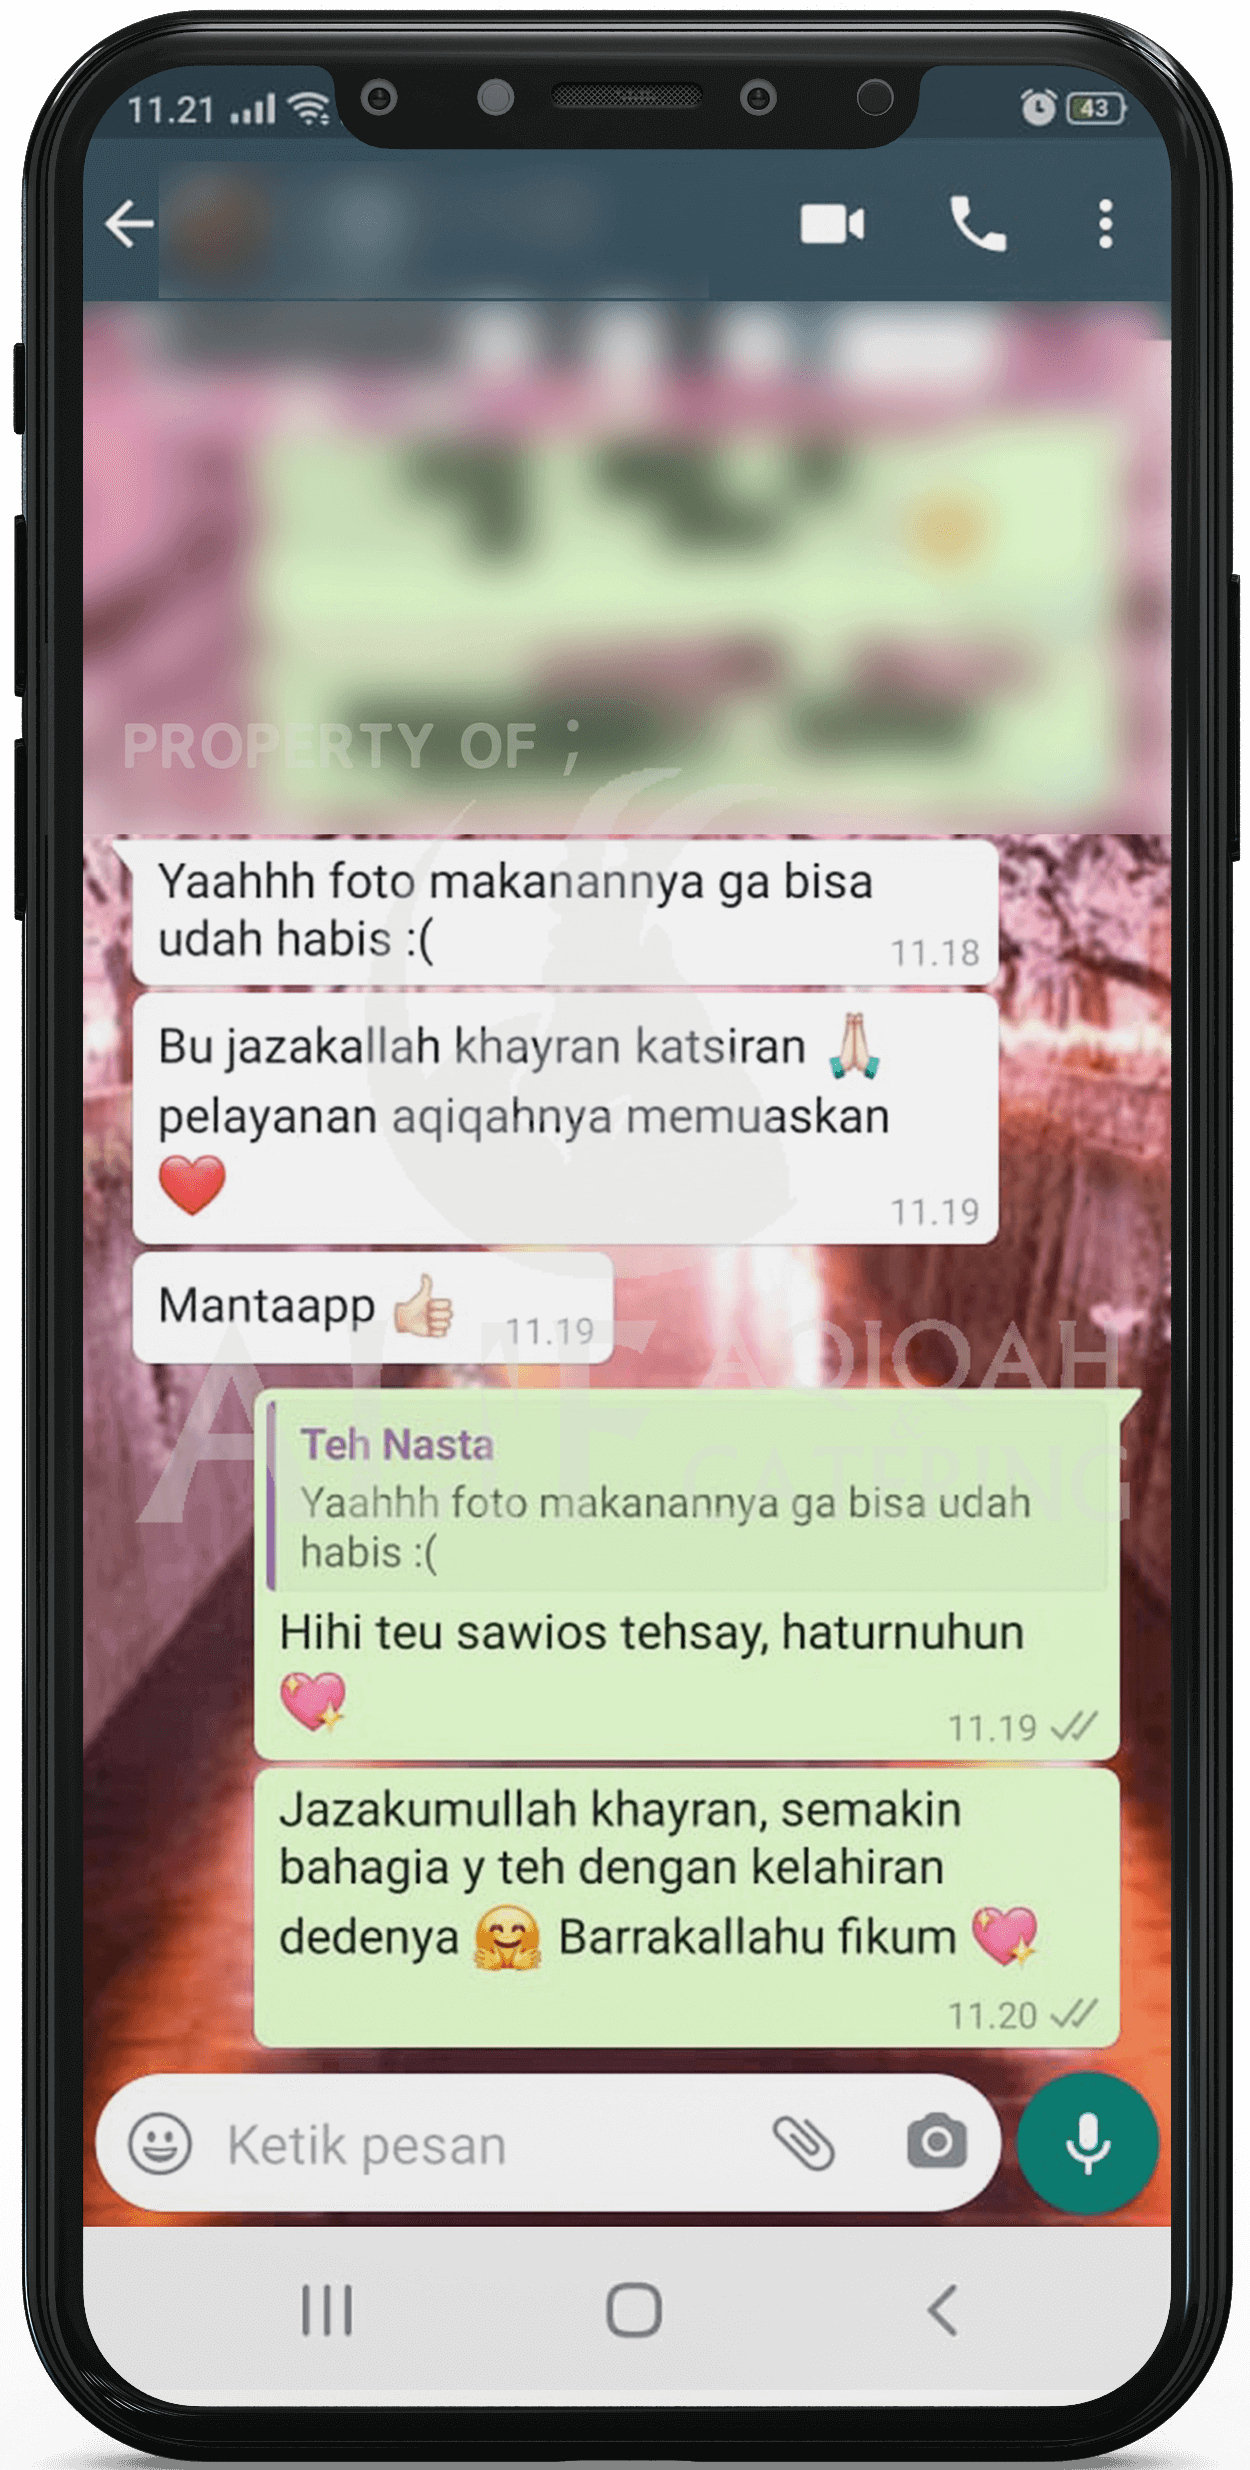 11.21
43
PROPERTY OF ;
Yaahhh foto makanannya ga bisa
udah habis :(
11.18
Bu jazakallah khayran katsiran 🙏🏻
pelayanan aqiqahnya memuaskan
❤️
11.19
Mantaapp 👍🏻 11.19
AQIQAH
CATERING
Teh Nasta
Yaahhh foto makanannya ga bisa udah
habis :(
Hihi teu sawios tehsay, haturnuhun
💖
11.19
Jazakumullah khayran, semakin
bahagia y teh dengan kelahiran
dedenya 🤗 Barrakallahu fikum 💖
11.20
Ketik pesan